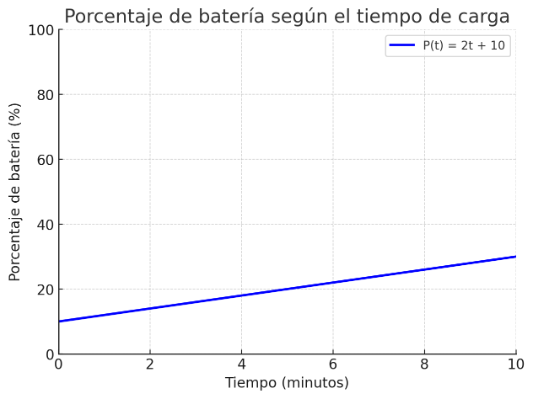 Porcentaje de batería según el tiempo de carga
P(t) = 2t + 10
Porcentaje de batería (%)
100
80
60
40
20
0
0 2 4 6 8 10
Tiempo (minutos)